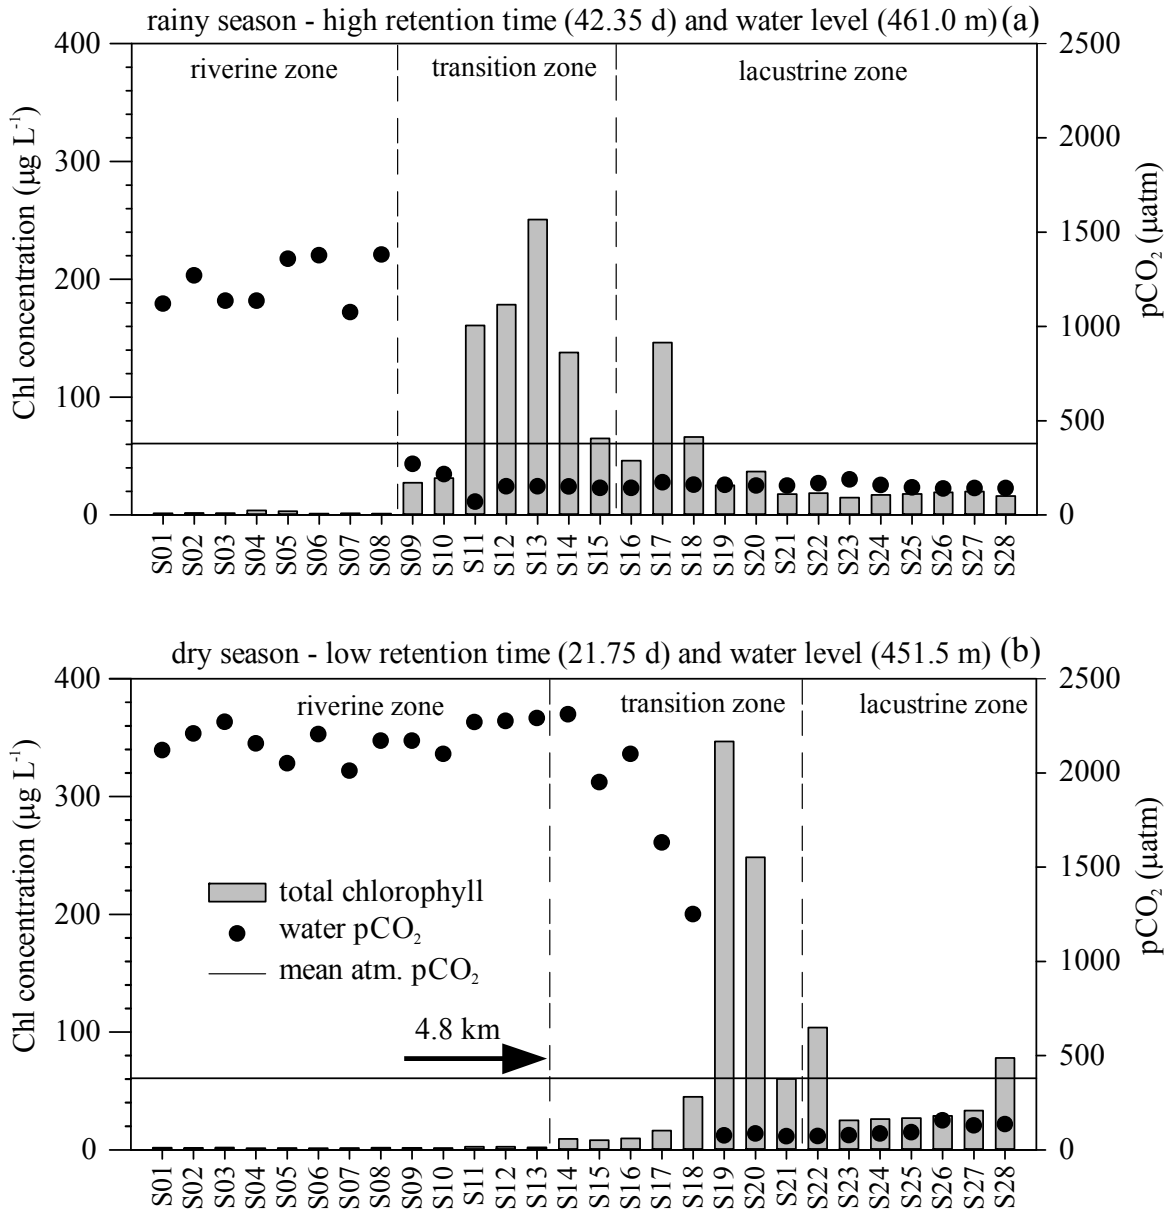 rainy season - high retention time (42.35 d) and water level (461.0 m) (a)
riverine zone
transition zone
lacustrine zone
Chl concentration (µg L⁻¹)
400
300
200
100
0
pCO₂ (µatm)
2500
2000
1500
1000
500
0
S01 S02 S03 S04 S05 S06 S07 S08 S09 S10 S11 S12 S13 S14 S15 S16 S17 S18 S19 S20 S21 S22 S23 S24 S25 S26 S27 S28
dry season - low retention time (21.75 d) and water level (451.5 m) (b)
riverine zone
transition zone
lacustrine zone
Chl concentration (µg L⁻¹)
400
300
200
100
0
total chlorophyll
water pCO₂
mean atm. pCO₂
4.8 km
pCO₂ (µatm)
2500
2000
1500
1000
500
0
S01 S02 S03 S04 S05 S06 S07 S08 S09 S10 S11 S12 S13 S14 S15 S16 S17 S18 S19 S20 S21 S22 S23 S24 S25 S26 S27 S28